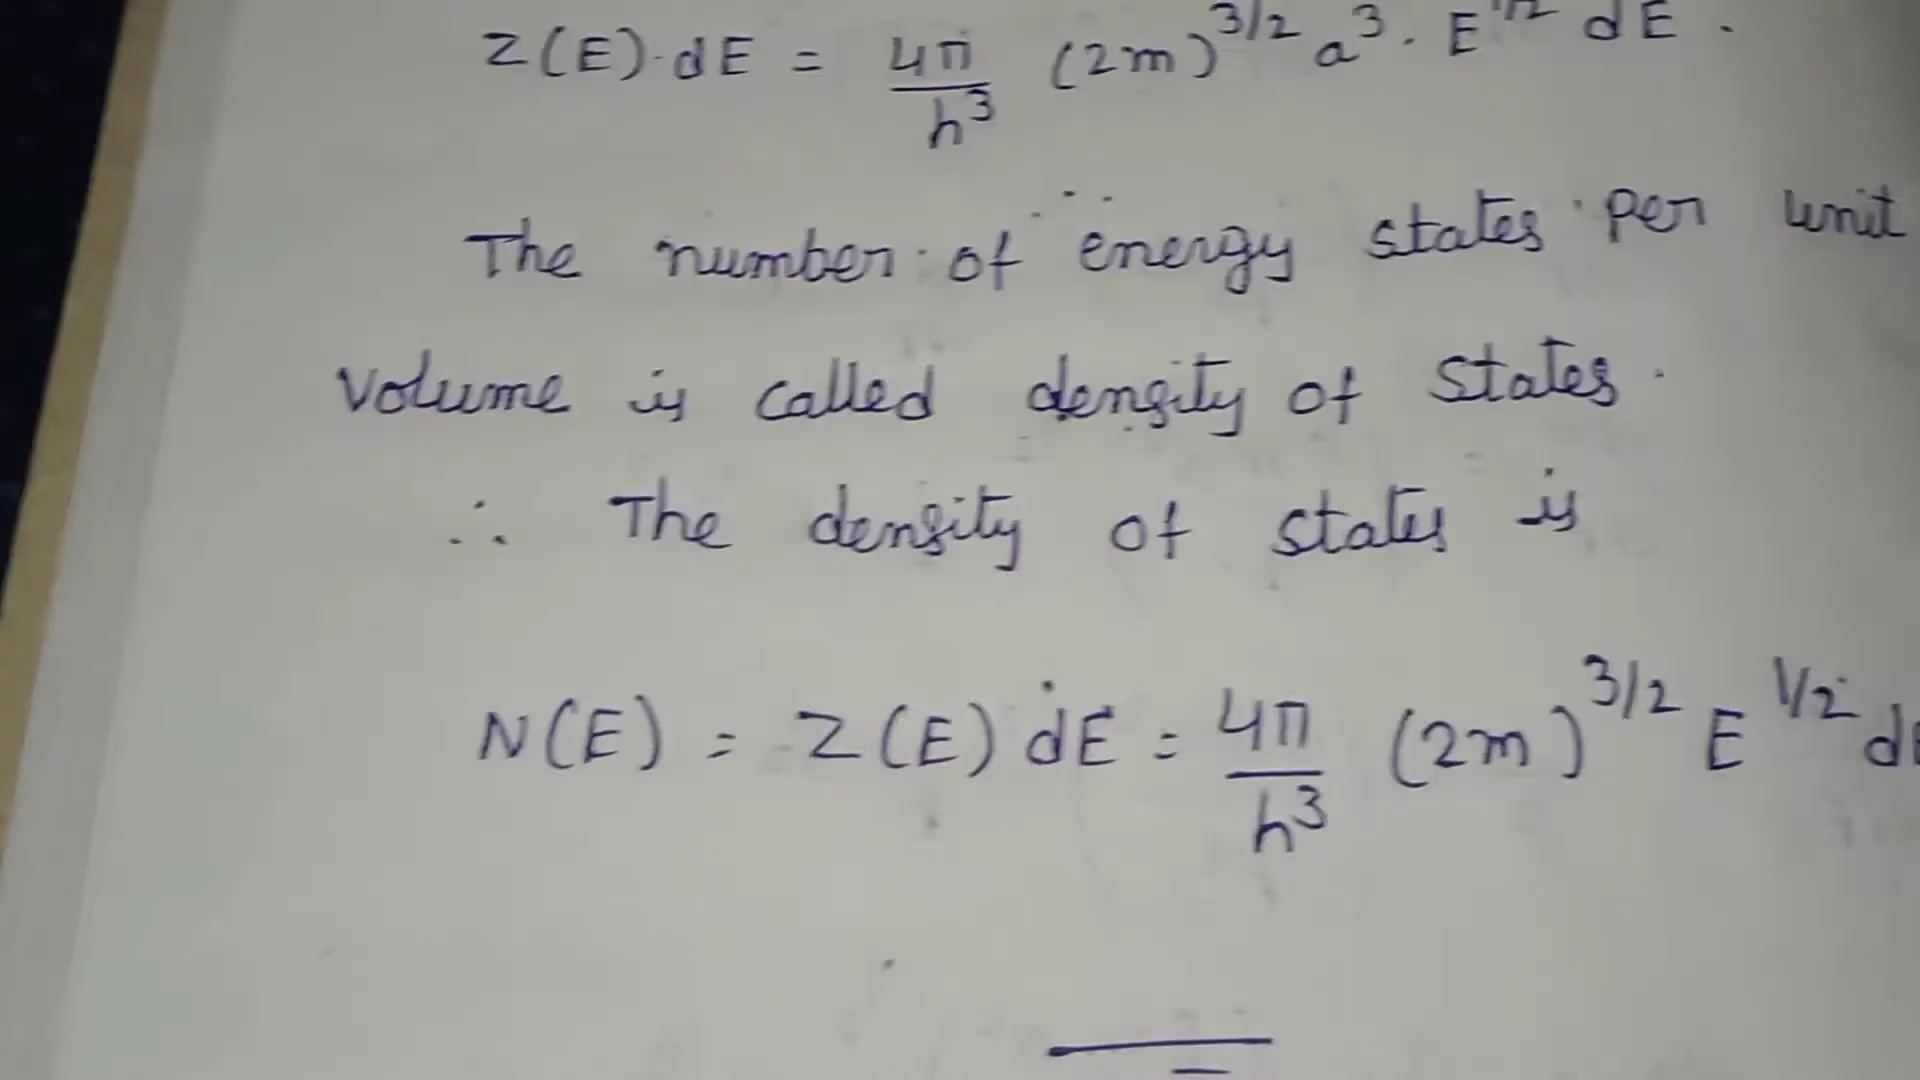 Z(E)·dE = 4π/h³ (2m)^3/2 a³. E^1/2 dE.
The number of energy states per unit
volume is called density of states.
∴ The density of states is
N(E) = Z(E) dE = 4π/h³ (2m)^3/2 E^1/2 dE